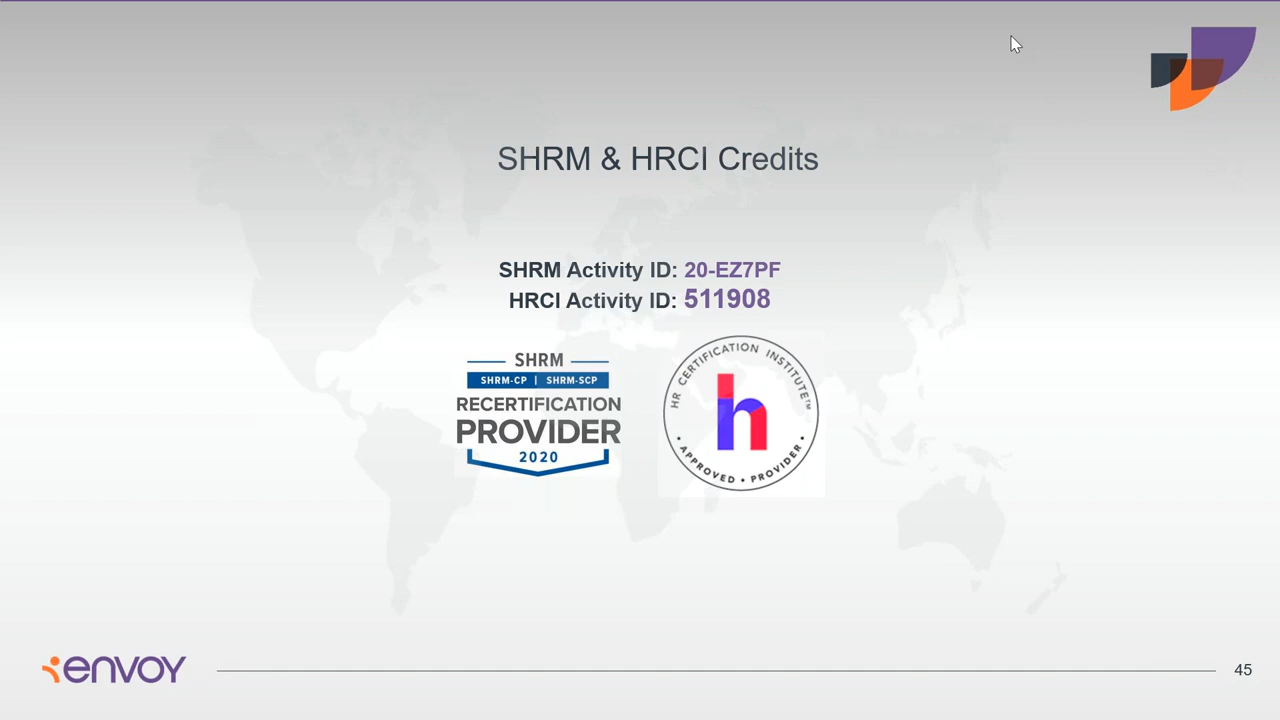 SHRM & HRCI Credits
SHRM Activity ID: 20-EZ7PF
HRCI Activity ID: 511908
SHRM
SHRM-CP | SHRM-SCP
RECERTIFICATION
PROVIDER
2020
HR CERTIFICATION INSTITUTE™
h
• APPROVED • PROVIDER •
envoy
45